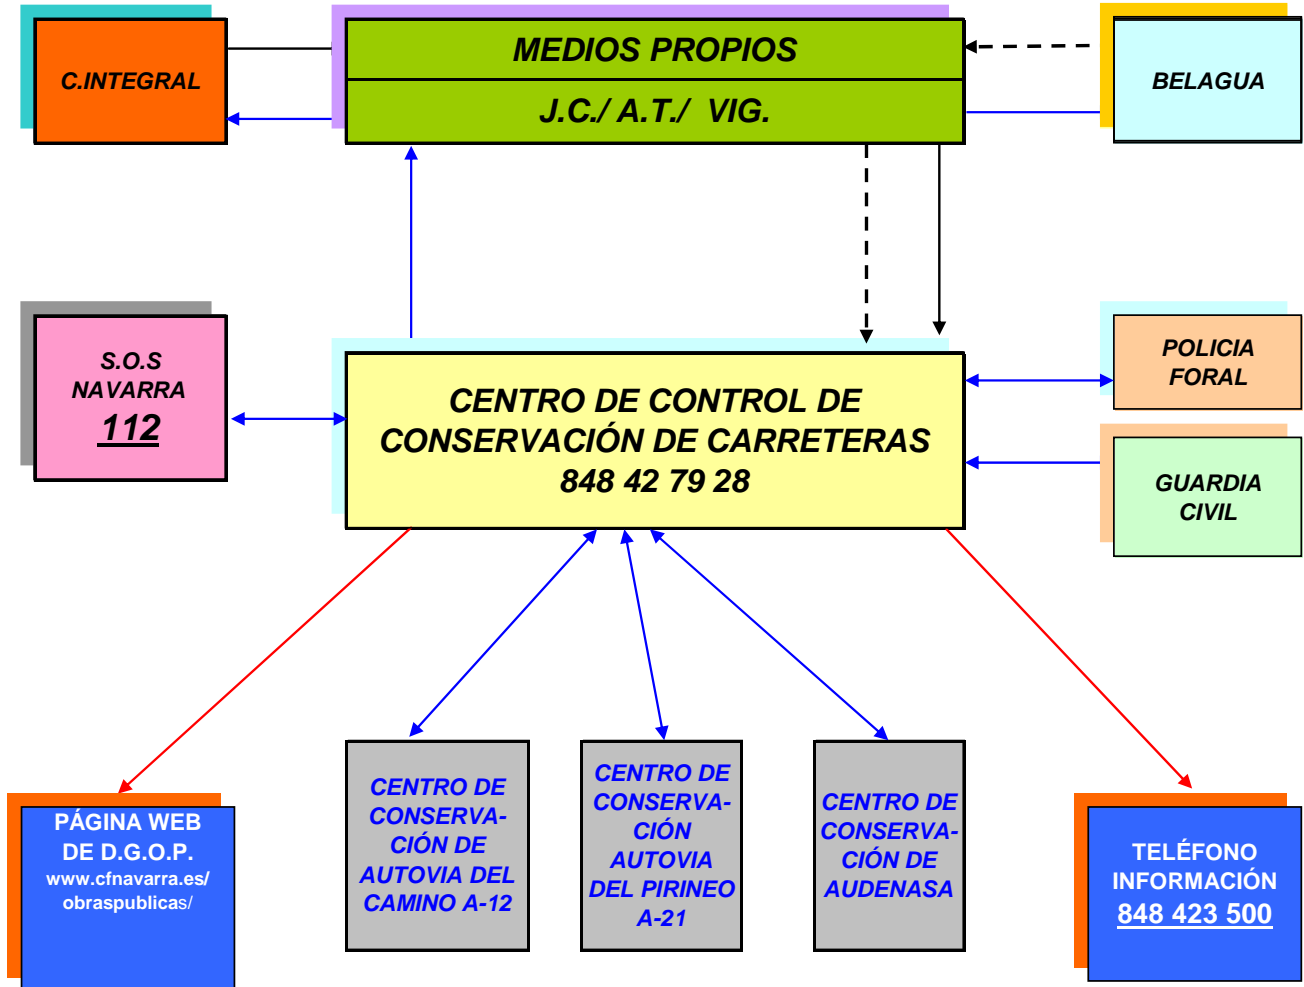 C.INTEGRAL
MEDIOS PROPIOS
J.C./ A.T./ VIG.
BELAGUA
S.O.S
NAVARRA
112
CENTRO DE CONTROL DE
CONSERVACIÓN DE CARRETERAS
848 42 79 28
POLICIA
FORAL
GUARDIA
CIVIL
PÁGINA WEB
DE D.G.O.P.
www.cfnavarra.es/
obraspublicas/
CENTRO DE
CONSERVA-
CIÓN DE
AUTOVIA DEL
CAMINO A-12
CENTRO DE
CONSERVA-
CIÓN
AUTOVIA
DEL PIRINEO
A-21
CENTRO DE
CONSERVA-
CIÓN DE
AUDENASA
TELÉFONO
INFORMACIÓN
848 423 500